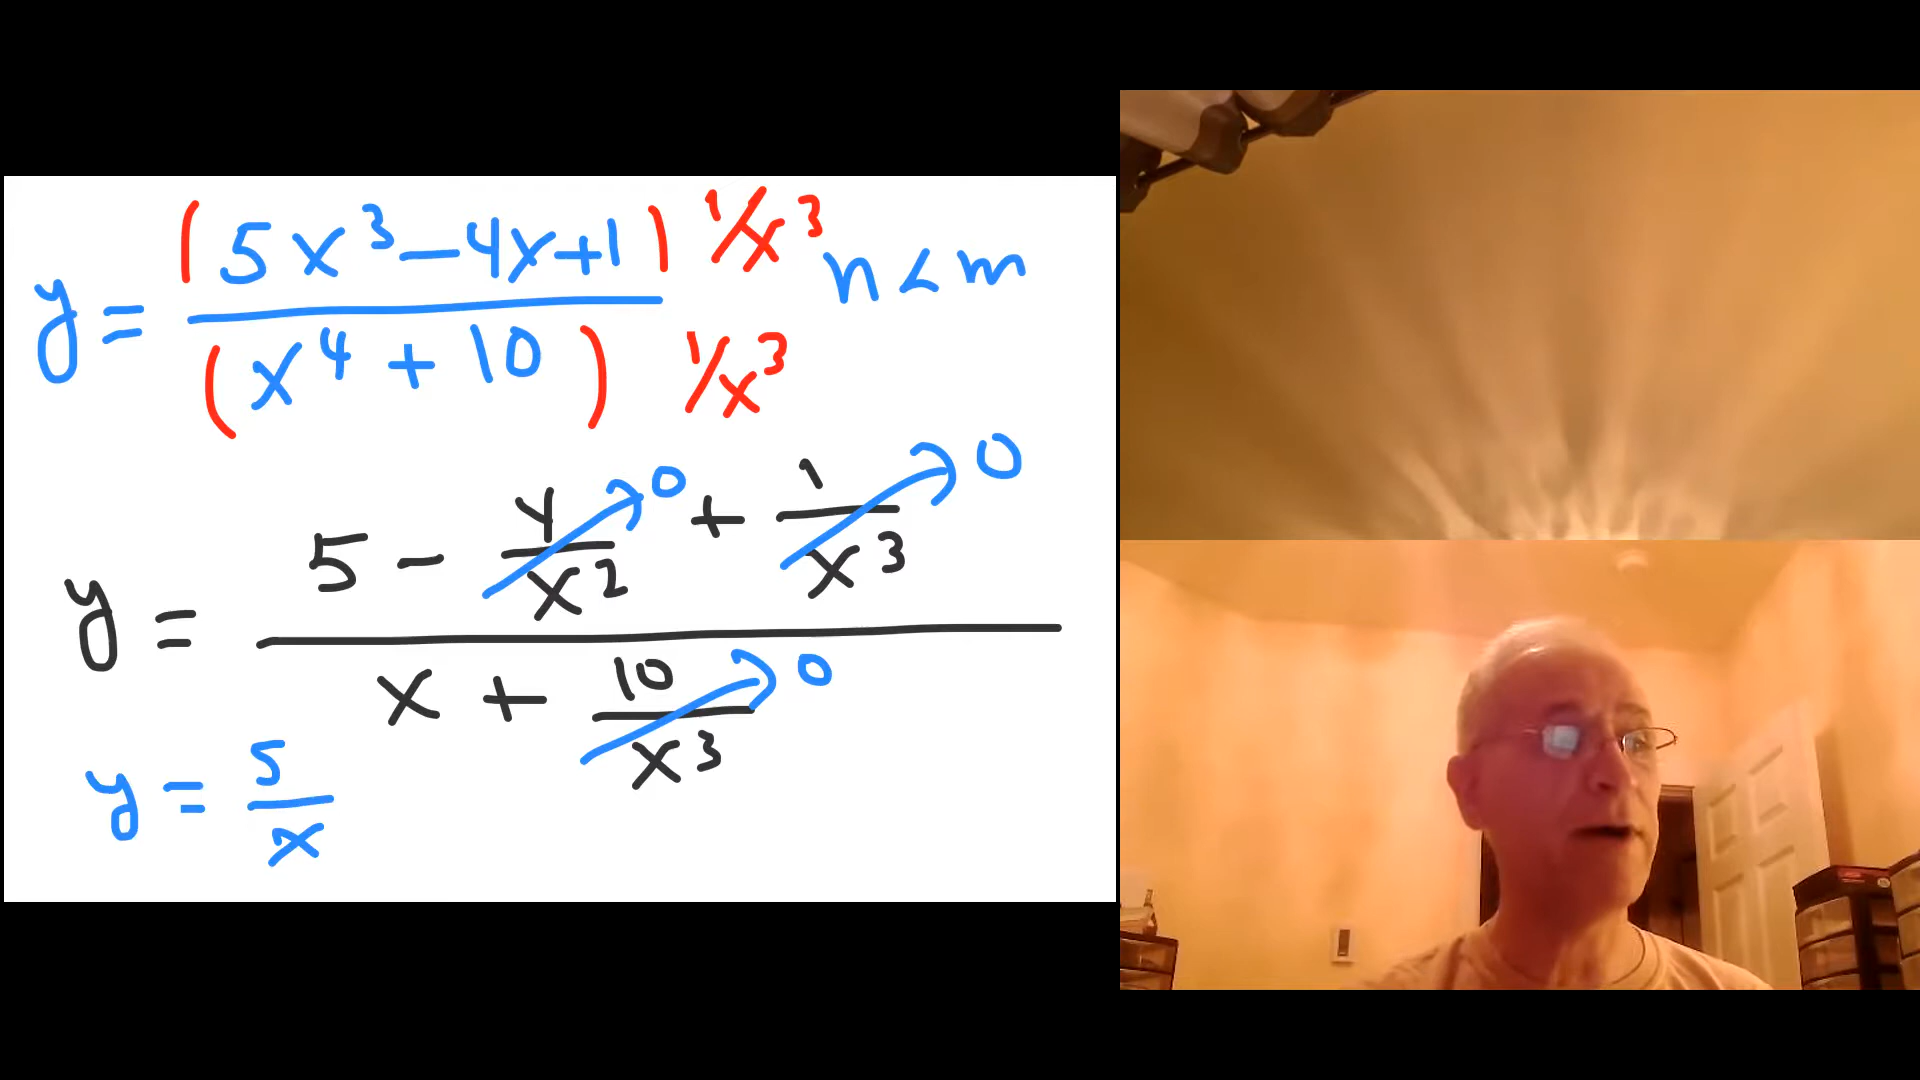 y = (5x³ - 4x + 1) 1/x³ n < m
(x⁴ + 10) 1/x³
y = 5 - 4/x² → 0 + 1/x³ → 0
x + 10/x³ → 0
y = 5/x